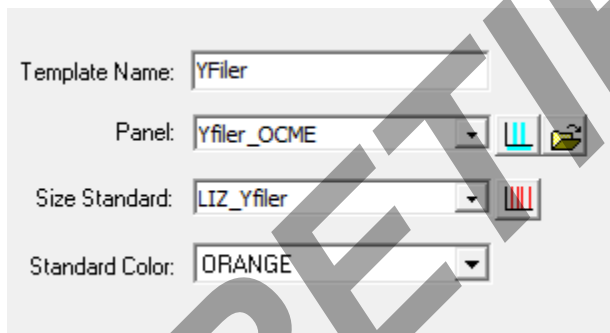 Template Name: YFiler
Panel: Yfiler_OCME
Size Standard: LIZ_Yfiler
Standard Color: ORANGE